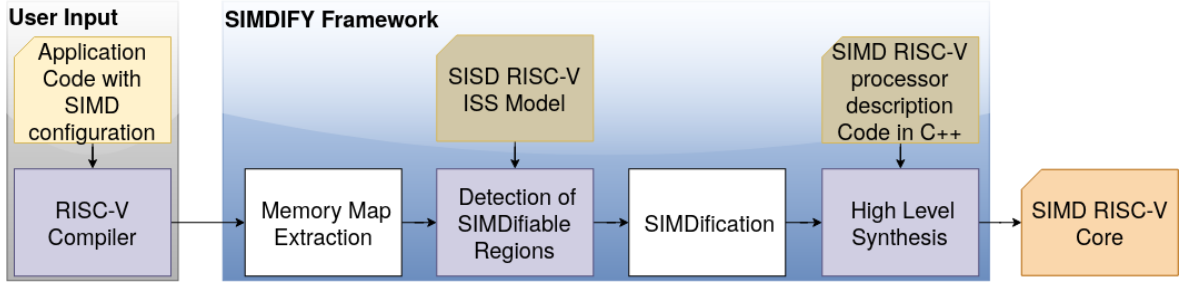 User Input
SIMDIFY Framework
Application
Code with
SIMD
configuration
SISD RISC-V
ISS Model
SIMD RISC-V
processor
description
Code in C++
RISC-V
Compiler
Memory Map
Extraction
Detection of
SIMDifiable
Regions
SIMDification
High Level
Synthesis
SIMD RISC-V
Core